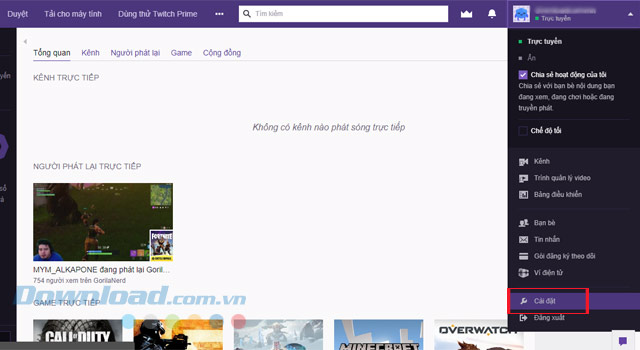 Duyệt
Tải cho máy tính
Dùng thử Twitch Prime
Tìm kiếm
Trực tuyến
Tổng quan
Kênh
Người phát lại
Game
Cộng đồng
KÊNH TRỰC TIẾP
Không có kênh nào phát sóng trực tiếp
NGƯỜI PHÁT LẠI TRỰC TIẾP
MYM_ALKAPONE đang phát lại Goril...
754 người xem trên GorilaNerd
Download.com.vn
GAME TRỰC TIẾP
CALL OF DUTY
MINECRAFT
OVERWATCH
Trực tuyến
Ẩn
Chia sẻ hoạt động của tôi
Chia sẻ với bạn bè nội dung bạn
đang xem, đang chơi hoặc đang
truyền phát.
Chế độ tối
Kênh
Trình quản lý video
Bảng điều khiển
Bạn bè
Tin nhắn
Gói đăng ký theo dõi
Ví điện tử
Cài đặt
Đăng xuất